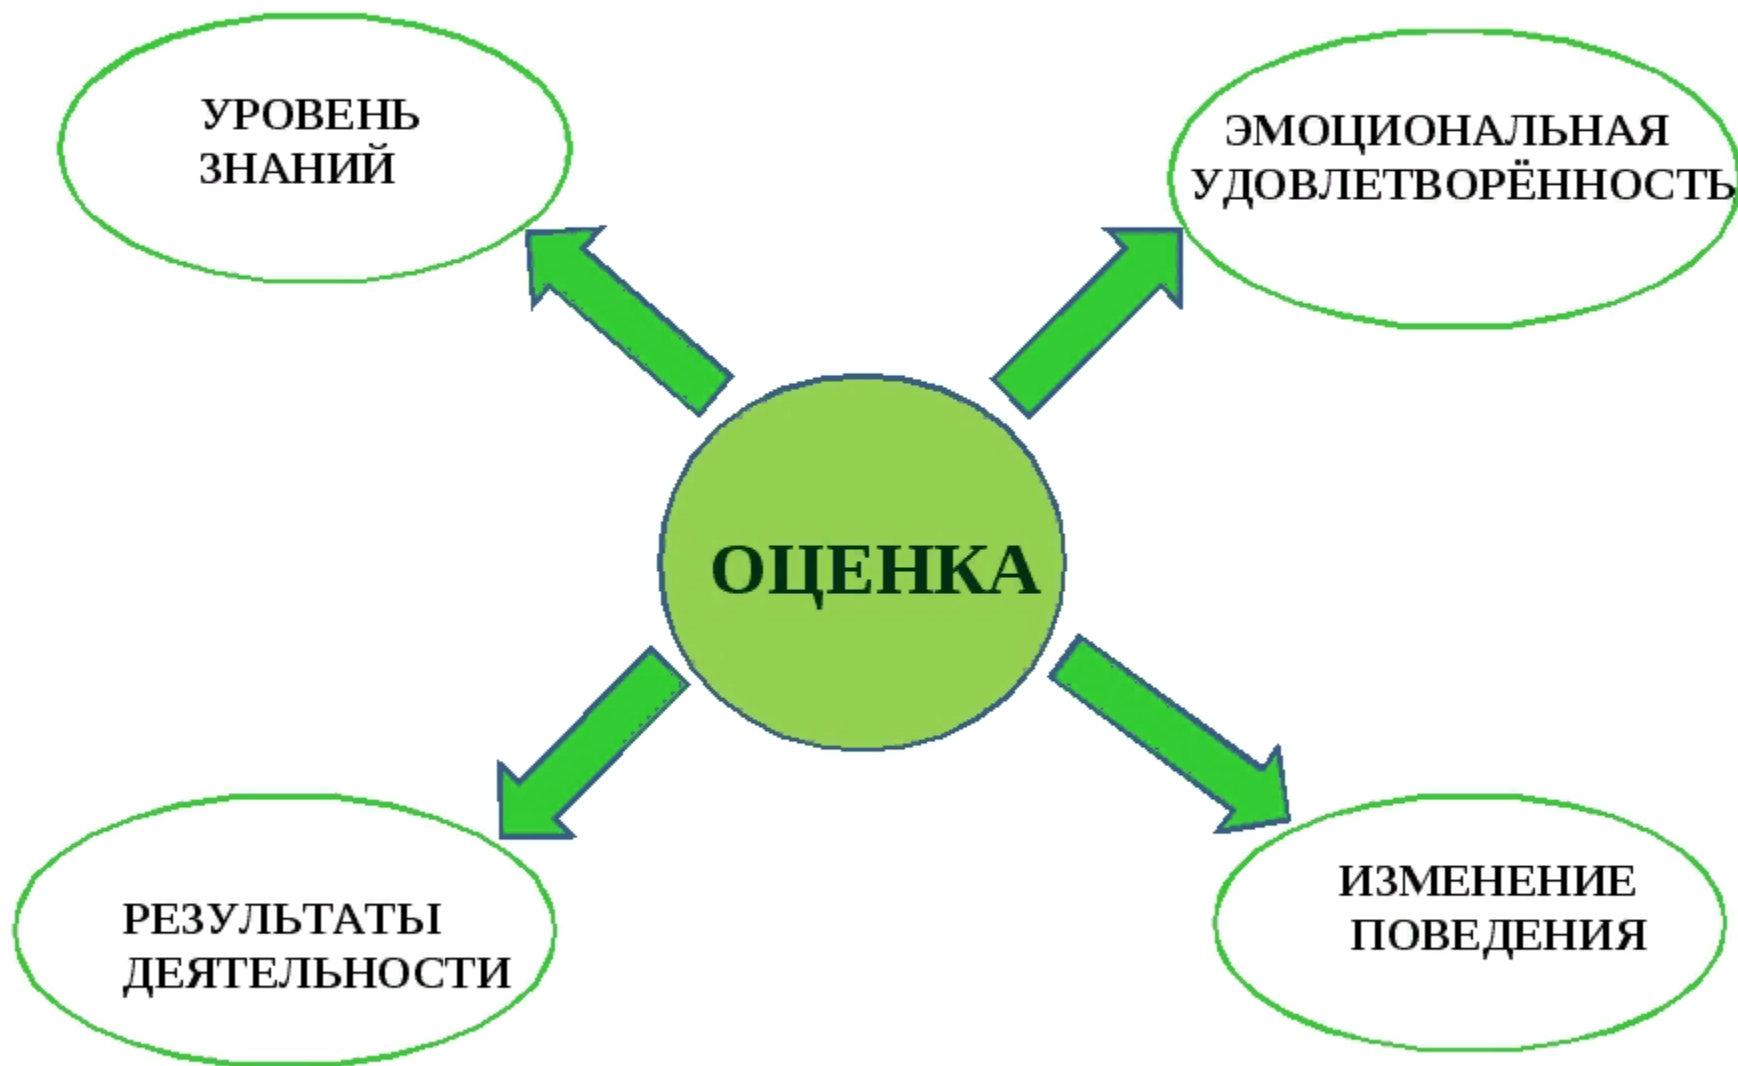 УРОВЕНЬ
ЗНАНИЙ
ЭМОЦИОНАЛЬНАЯ
УДОВЛЕТВОРЁННОСТЬ
ОЦЕНКА
РЕЗУЛЬТАТЫ
ДЕЯТЕЛЬНОСТИ
ИЗМЕНЕНИЕ
ПОВЕДЕНИЯ